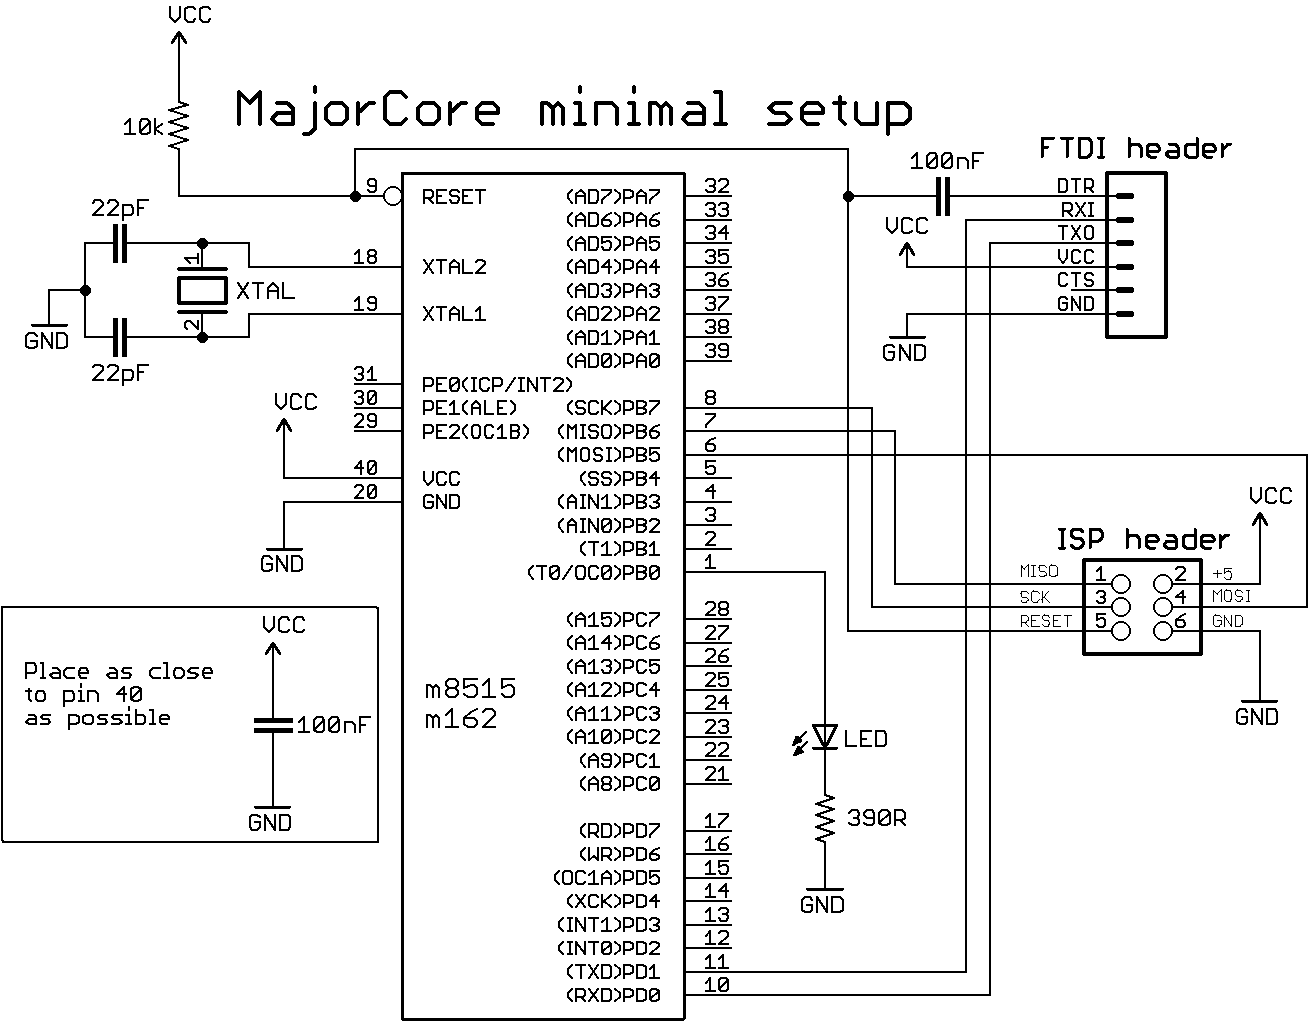 VCC
10k
MajorCore minimal setup
22pF
1
2
XTAL
22pF
GND
9 RESET
18 XTAL2
19 XTAL1
31 PE0(ICP/INT2)
30 PE1(ALE)
29 PE2(OC1B)
VCC
40 VCC
20 GND
GND
(AD7)PA7 32
(AD6)PA6 33
(AD5)PA5 34
(AD4)PA4 35
(AD3)PA3 36
(AD2)PA2 37
(AD1)PA1 38
(AD0)PA0 39
(SCK)PB7 8
(MISO)PB6 7
(MOSI)PB5 6
(SS)PB4 5
(AIN1)PB3 4
(AIN0)PB2 3
(T1)PB1 2
(T0/OC0)PB0 1
(A15)PC7 28
(A14)PC6 27
(A13)PC5 26
(A12)PC4 25
(A11)PC3 24
(A10)PC2 23
(A9)PC1 22
(A8)PC0 21
(RD)PD7 17
(WR)PD6 16
(OC1A)PD5 15
(XCK)PD4 14
(INT1)PD3 13
(INT0)PD2 12
(TXD)PD1 11
(RXD)PD0 10
m8515
m162
FTDI header
100nF
DTR
RXI
TXO
VCC
CTS
GND
VCC
GND
VCC
ISP header
MISO 1 2 +5
SCK 3 4 MOSI
RESET 5 6 GND
GND
LED
390R
GND
VCC
Place as close
to pin 40
as possible
100nF
GND